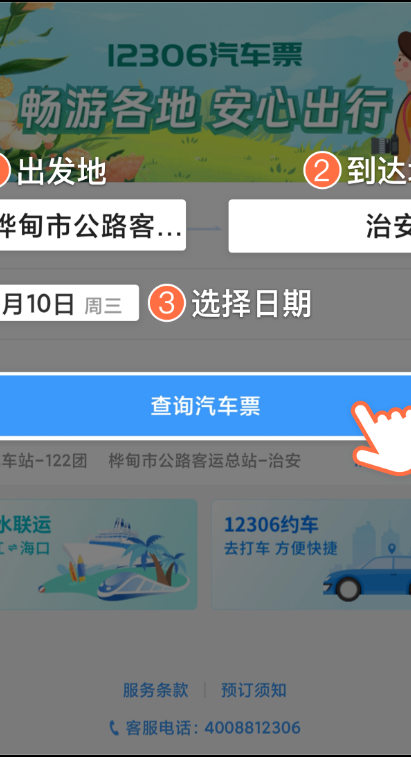 12306汽车票
畅游各地 安心出行
出发地
2 到达
桦甸市公路客... 治安
月10日 周三
3 选择日期
查询汽车票
车站-122团 桦甸市公路客运总站-治安
水联运
江⇌海口
12306约车
去打车 方便快捷
服务条款 | 预订须知
客服电话: 4008812306